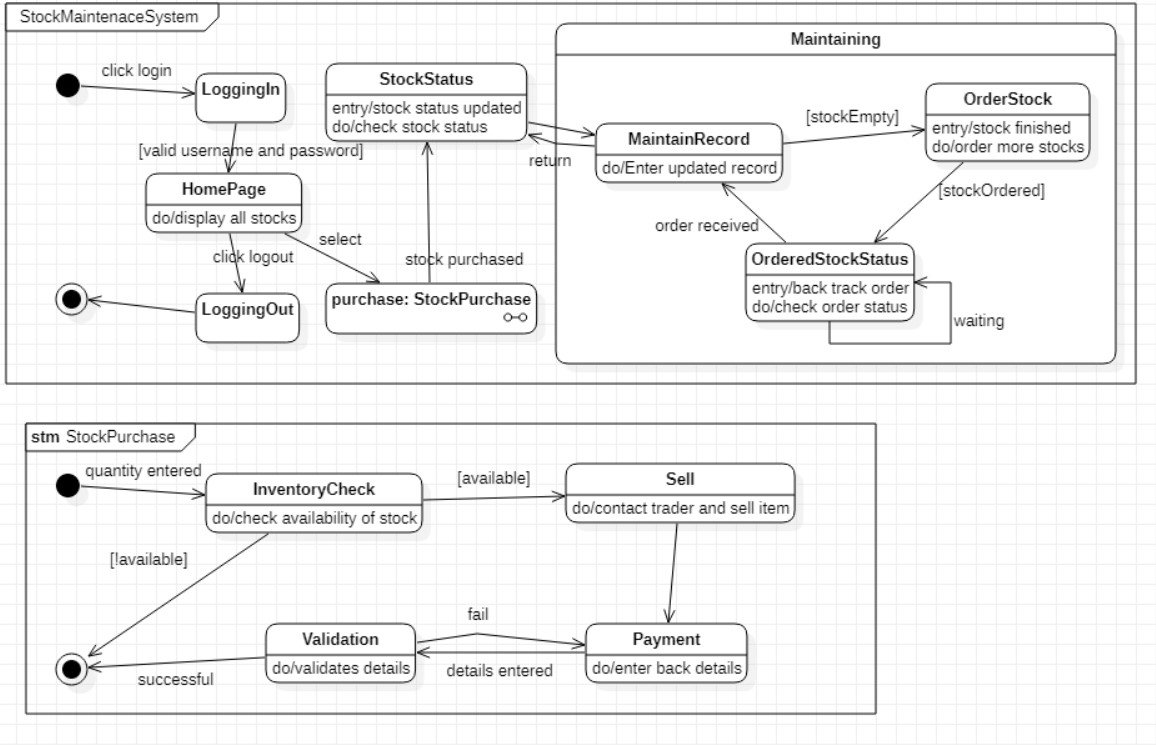 StockMaintenaceSystem
Maintaining
click login
LoggingIn
StockStatus
entry/stock status updated
do/check stock status
OrderStock
entry/stock finished
do/order more stocks
[stockEmpty]
MaintainRecord
do/Enter updated record
return
[valid username and password]
HomePage
do/display all stocks
[stockOrdered]
order received
select
click logout
stock purchased
OrderedStockStatus
entry/back track order
do/check order status
waiting
LoggingOut
purchase: StockPurchase
stm StockPurchase
quantity entered
InventoryCheck
do/check availability of stock
[available]
Sell
do/contact trader and sell item
[!available]
fail
Validation
do/validates details
Payment
do/enter back details
details entered
successful